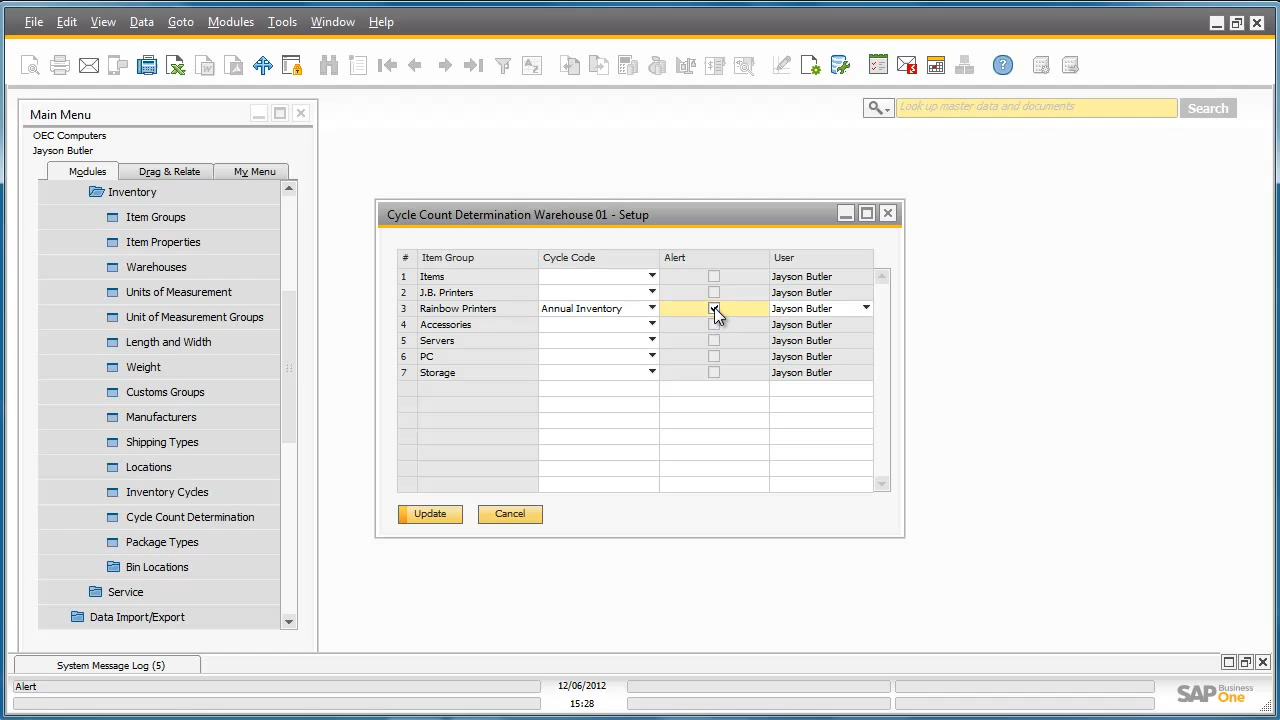 File Edit View Data Goto Modules Tools Window Help
Look up master data and documents Search
Main Menu
OEC Computers
Jayson Butler
Modules Drag & Relate My Menu
Inventory
Item Groups
Item Properties
Warehouses
Units of Measurement
Unit of Measurement Groups
Length and Width
Weight
Customs Groups
Manufacturers
Shipping Types
Locations
Inventory Cycles
Cycle Count Determination
Package Types
Bin Locations
Service
Data Import/Export
Cycle Count Determination Warehouse 01 - Setup
# Item Group Cycle Code Alert User
1 Items Jayson Butler
2 J.B. Printers Jayson Butler
3 Rainbow Printers Annual Inventory Jayson Butler
4 Accessories Jayson Butler
5 Servers Jayson Butler
6 PC Jayson Butler
7 Storage Jayson Butler
Update Cancel
System Message Log (5)
Alert 12/06/2012
15:28
SAP Business One